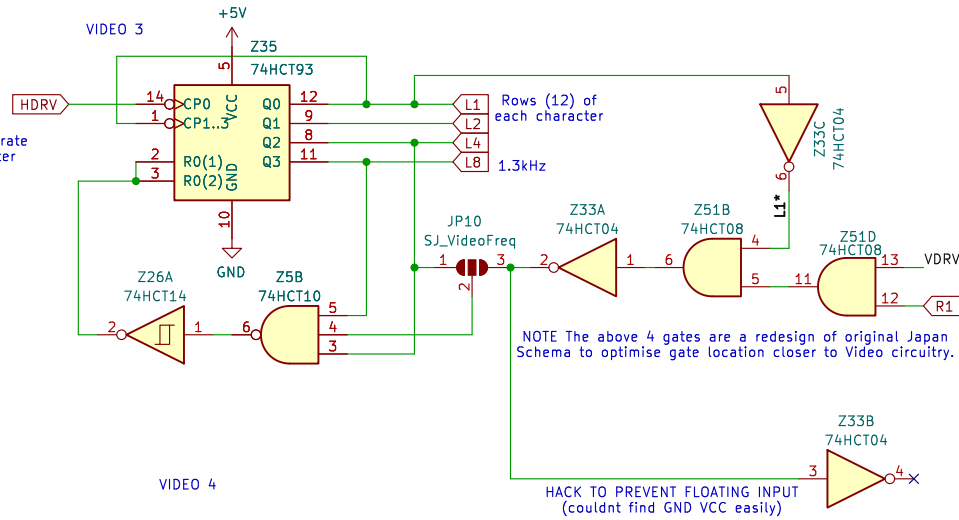 +5V
VIDEO 3
Z35
74HCT93
5
HDRV
14
CP0
VCC
Q0
12
L1
Rows (12) of
each character
1
CP1..3
Q1
9
L2
rate
ter
Q2
8
L4
2
R0(1)
Q3
11
L8
1.3kHz
3
R0(2)
GND
10
GND
5
Z33C
74HCT04
6
L1*
JP10
SJ_VideoFreq
1
3
2
Z33A
74HCT04
2
1
Z51B
74HCT08
6
4
5
Z51D
74HCT08
11
13
VDRV
12
R1
Z26A
74HCT14
2
1
Z5B
74HCT10
6
5
4
3
NOTE The above 4 gates are a redesign of original Japan
Schema to optimise gate location closer to Video circuitry.
Z33B
74HCT04
3
4
VIDEO 4
HACK TO PREVENT FLOATING INPUT
(couldnt find GND VCC easily)